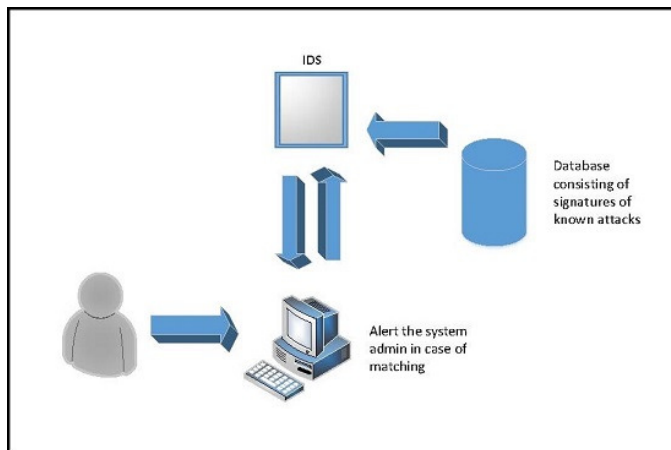 IDS
Database
consisting of
signatures of
known attacks
Alert the system
admin in case of
matching